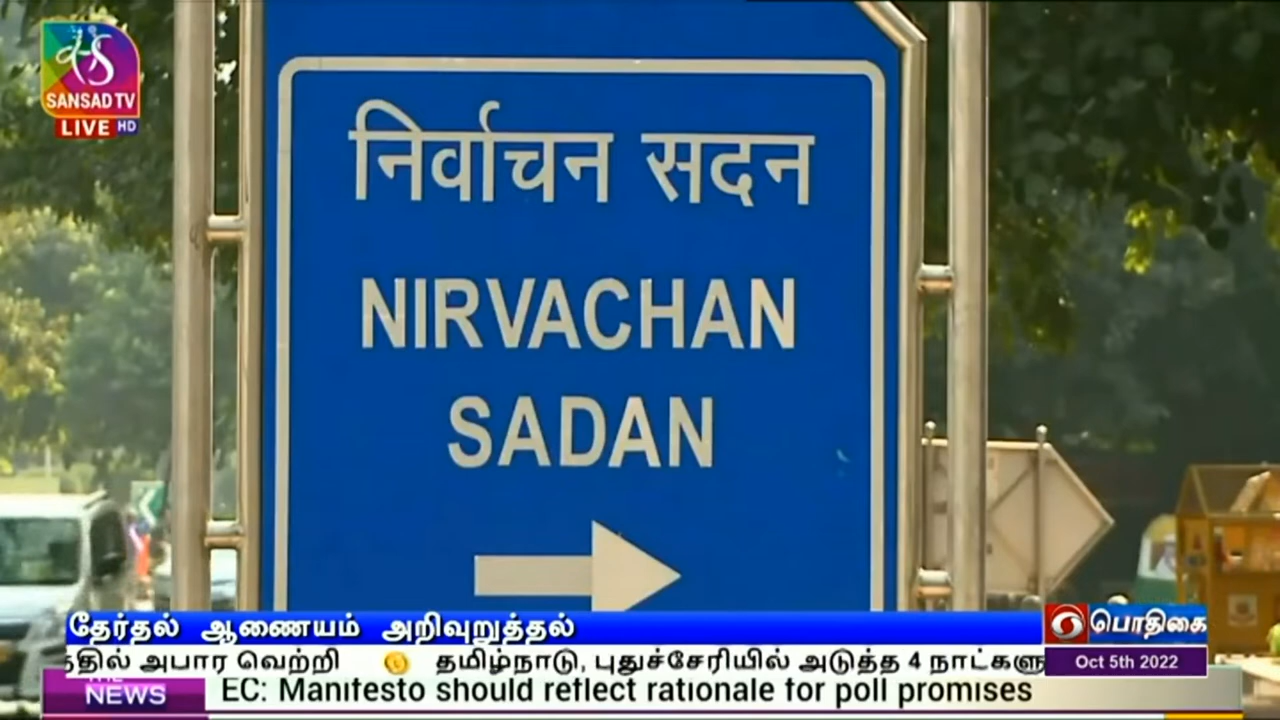 SANSAD TV
LIVE HD
निर्वाचन सदन
NIRVACHAN
SADAN
தேர்தல் ஆணையம் அறிவுறுத்தல்
பொதிகை
அபார வெற்றி தமிழ்நாடு, புதுச்சேரியில் அடுத்த 4
Oct 5th 2022
NEWS
EC: Manifesto should reflect rationale for poll promises